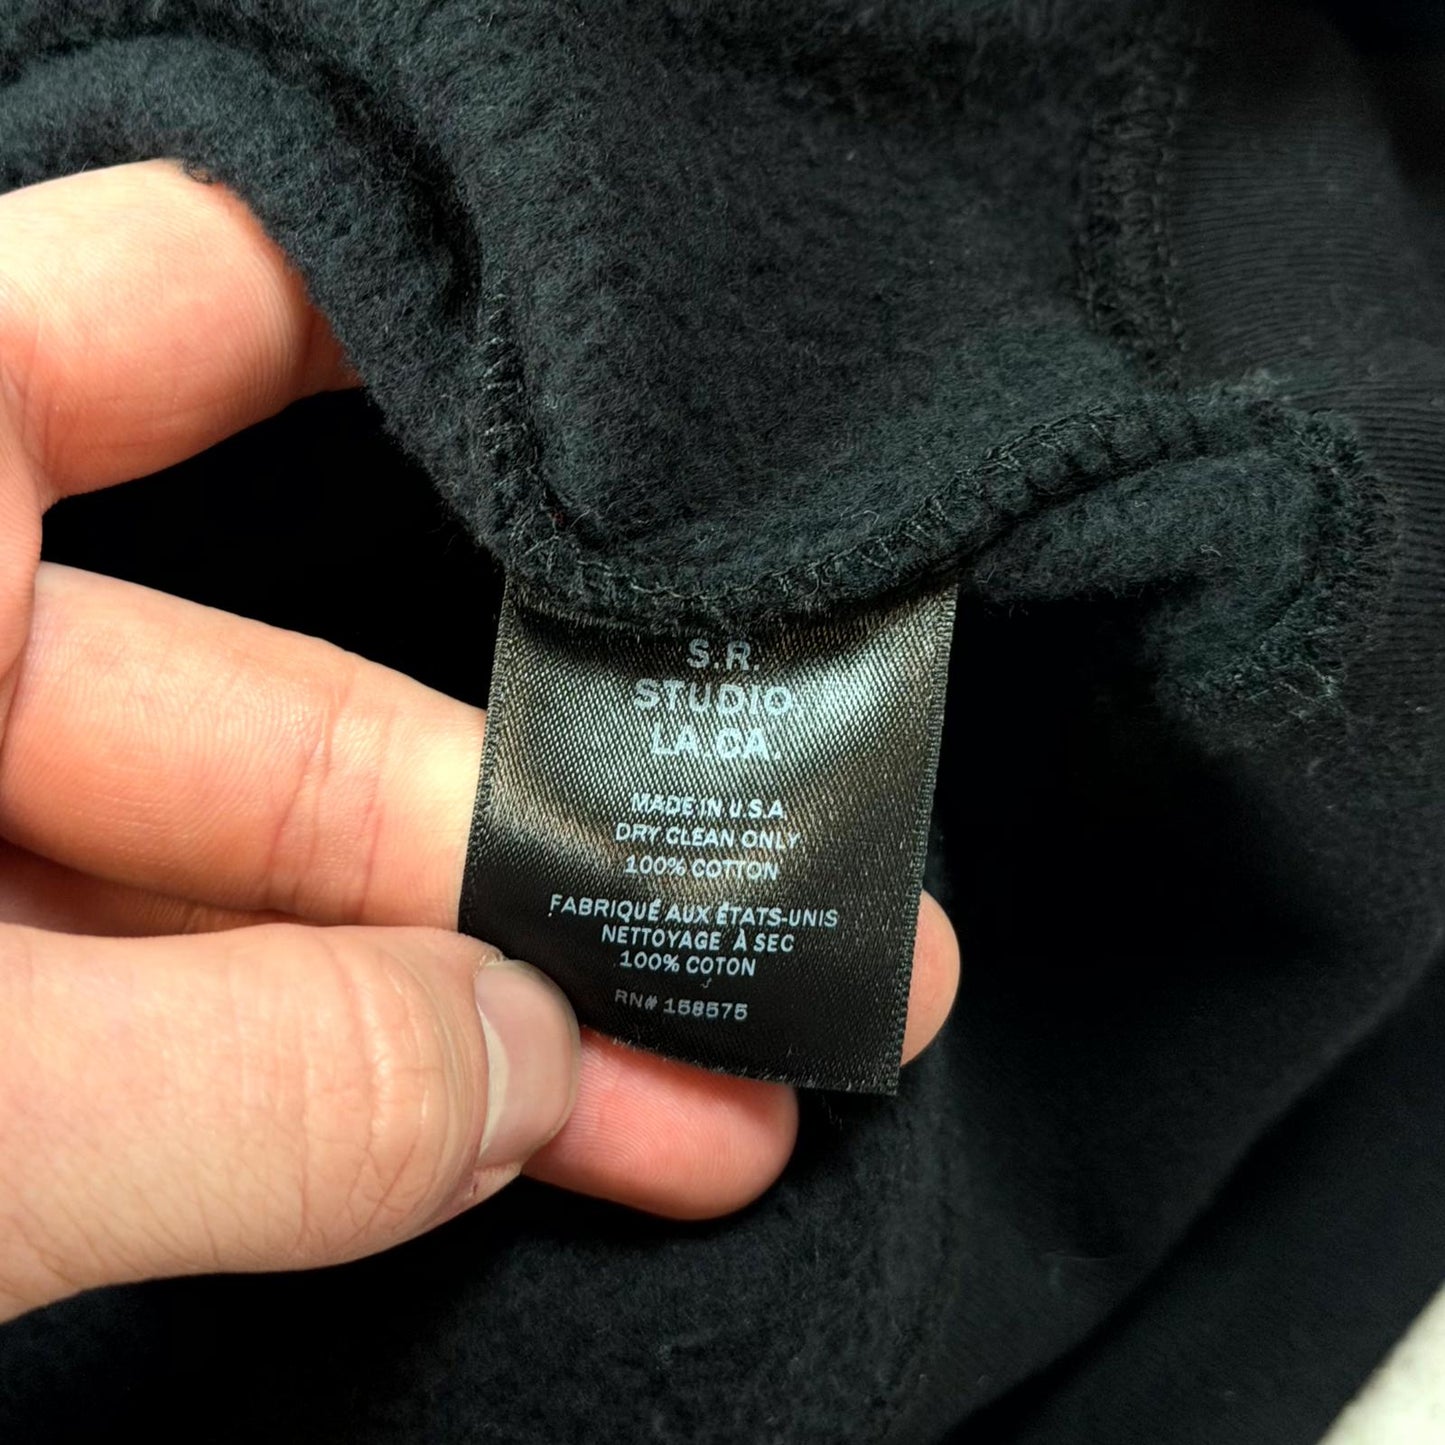 S.R.
STUDIO.
LA.CA.
MADE IN U.S.A
DRY CLEAN ONLY
100% COTTON
FABRIQUÉ AUX ÉTATS-UNIS
NETTOYAGE À SEC
100% COTON
RN# 158575